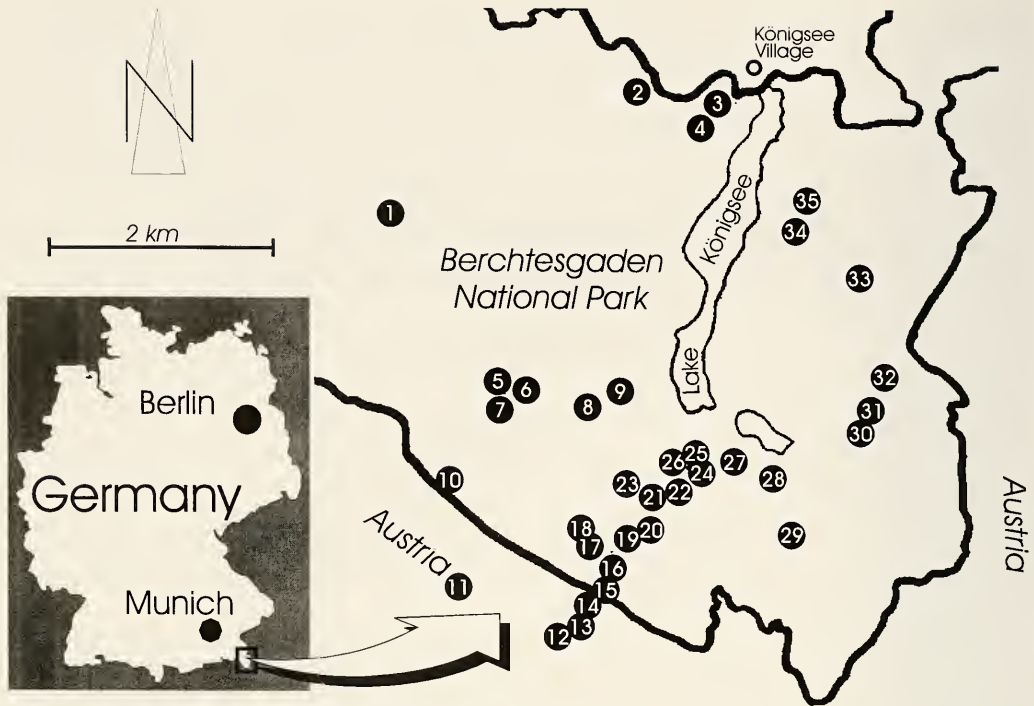 Königsee
Village
N
2 km
2
3
4
1
35
34
33
Lake Königsee
Berchtesgaden
National Park
5
6
7
8
9
32
31
30
10
25
26
24
27
28
23
22
21
29
18
17
19
20
16
15
14
13
12
11
Austria
Austria
Berlin
Germany
Munich